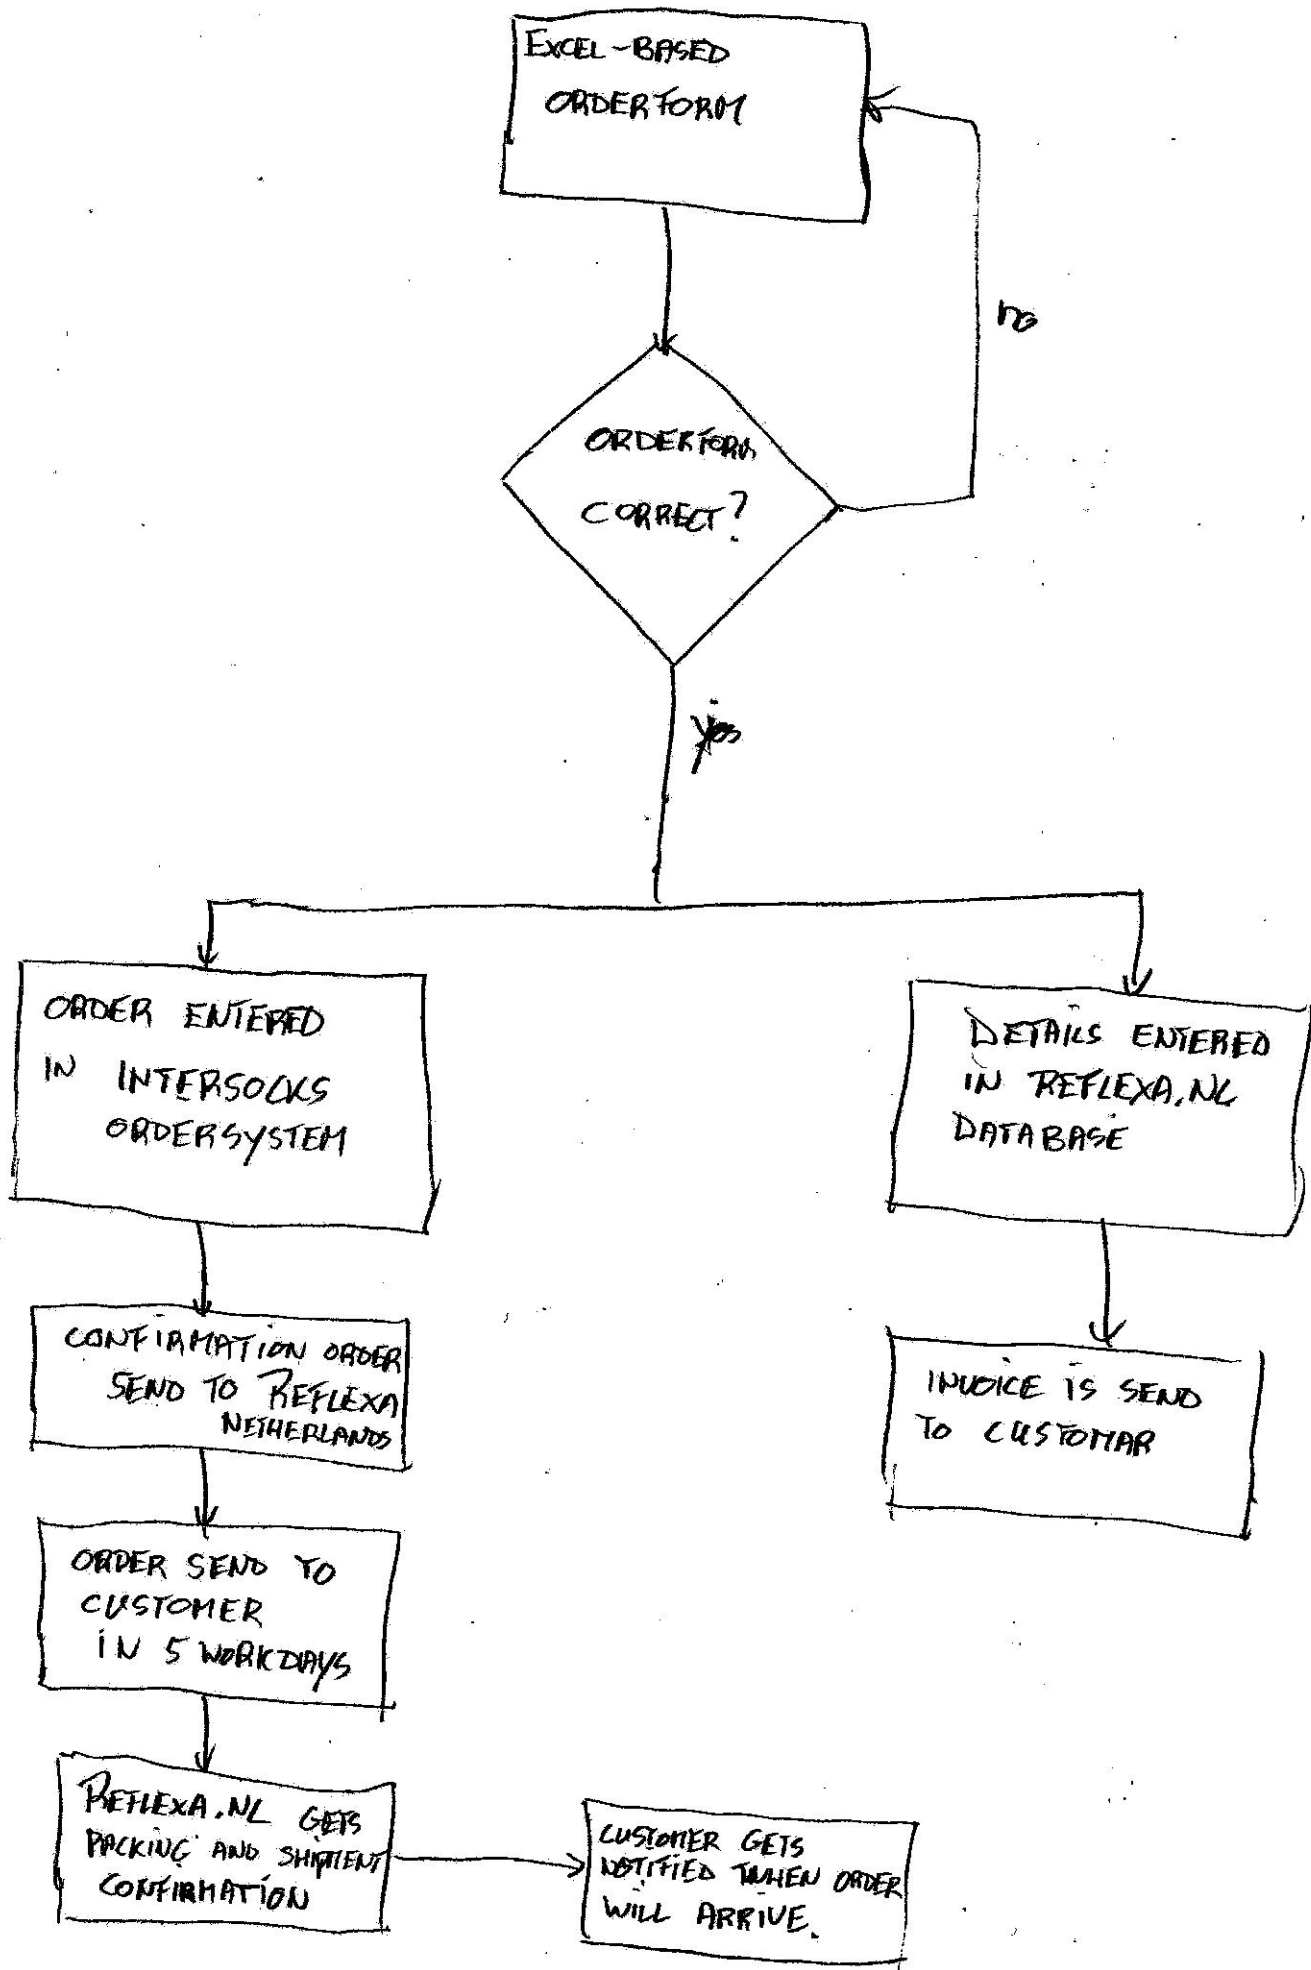 EXCEL-BASED
ORDERFORM
no
ORDERFORM
CORRECT?
yes
ORDER ENTERED
IN INTERSOCKS
ORDERSYSTEM
DETAILS ENTERED
IN REFLEXA.NL
DATABASE
CONFIRMATION ORDER
SEND TO REFLEXA
NETHERLANDS
INVOICE IS SEND
TO CUSTOMAR
ORDER SEND TO
CUSTOMER
IN 5 WORKDAYS
REFLEXA.NL GETS
PACKING AND SHIPMENT
CONFIRMATION
CUSTOMER GETS
NOTIFIED WHEN ORDER
WILL ARRIVE.